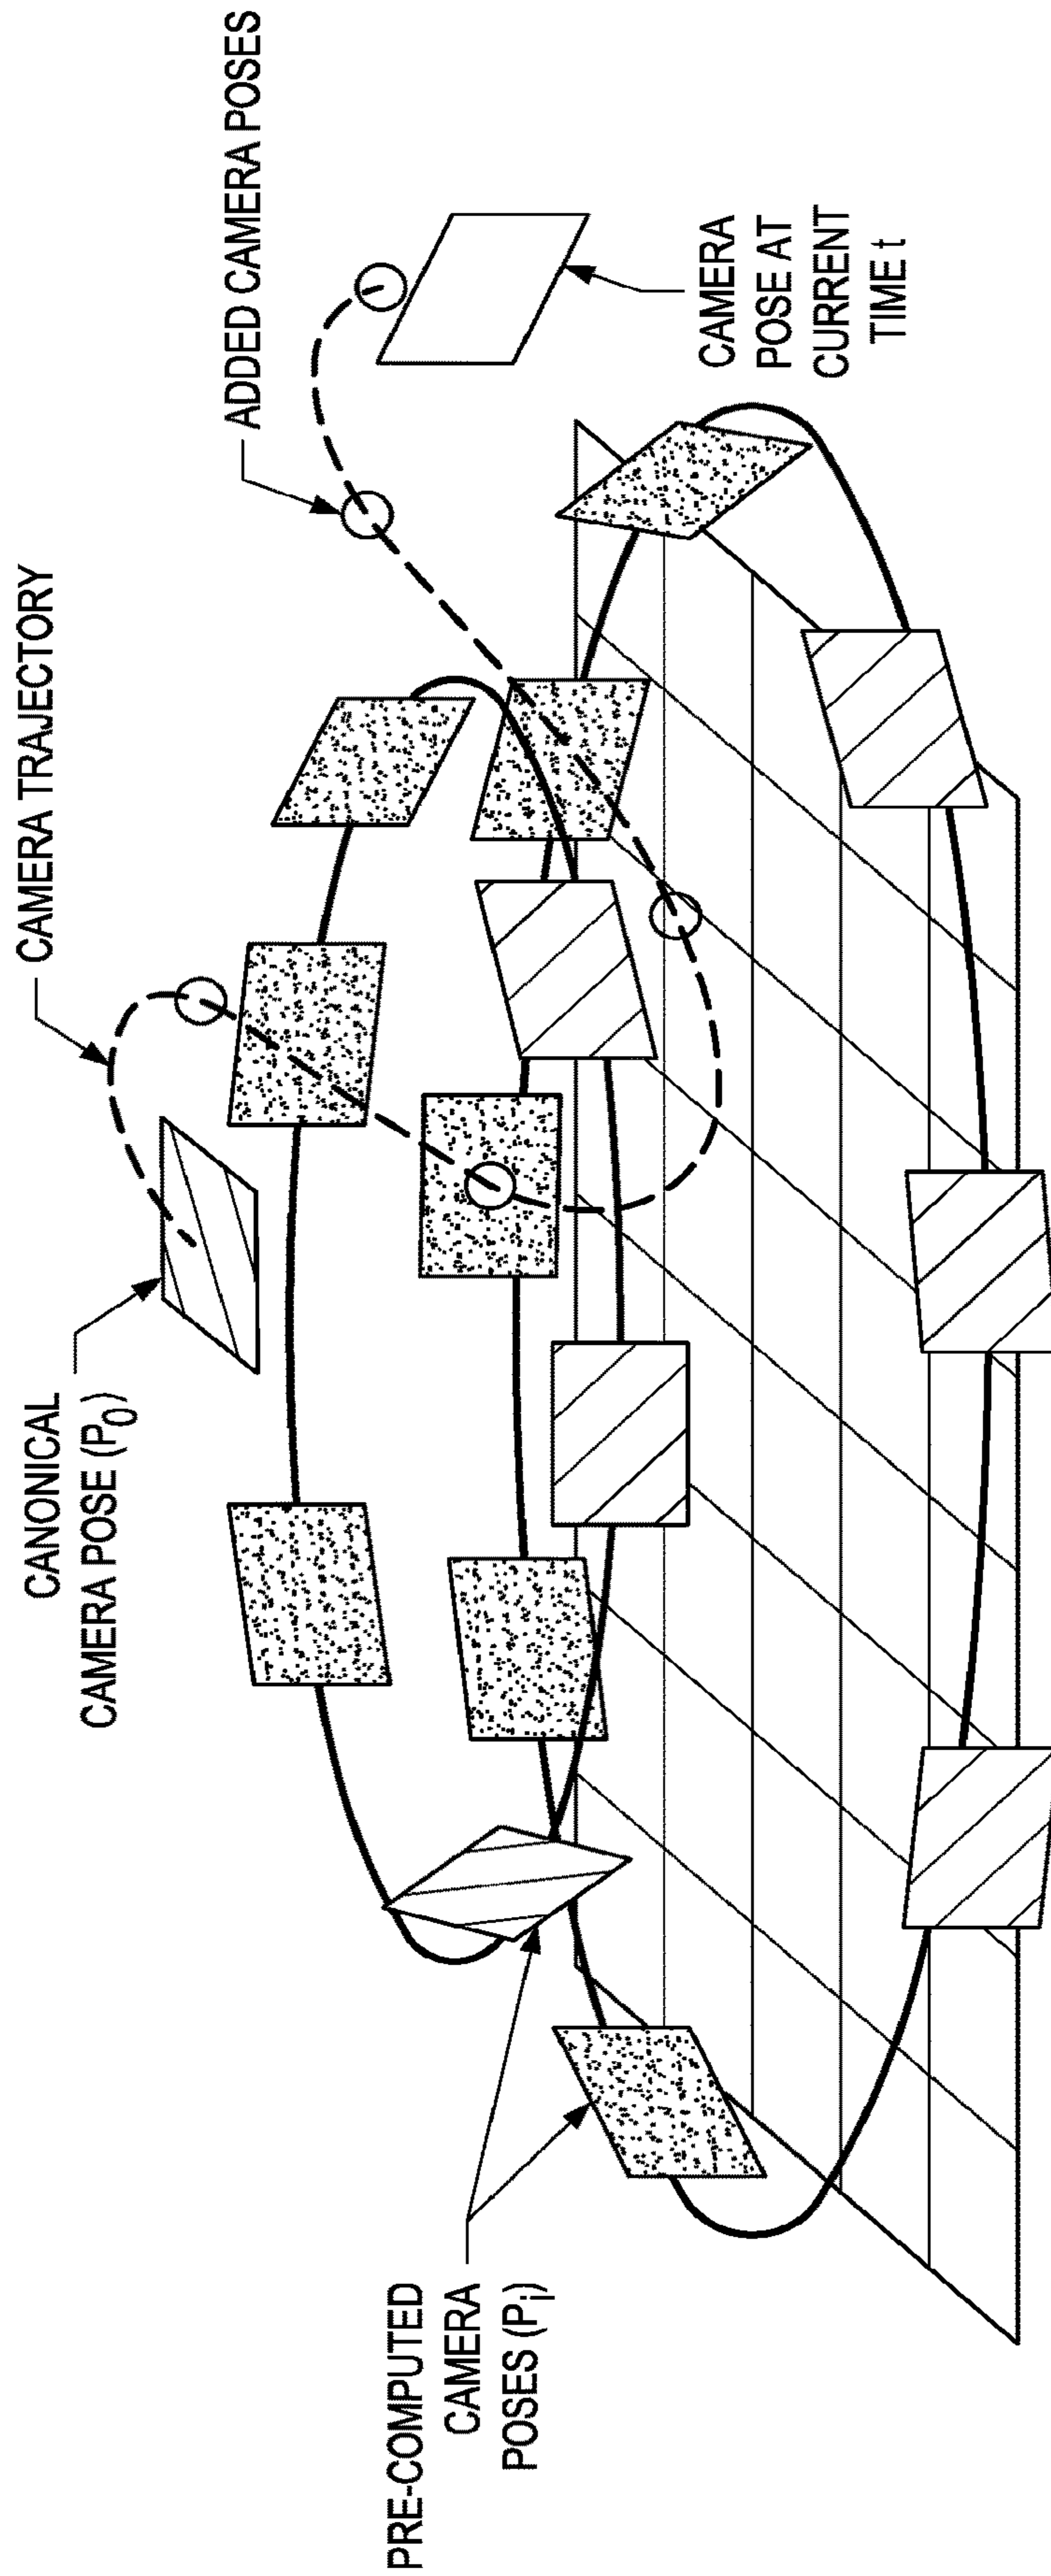 CAMERA TRAJECTORY
CANONICAL
CAMERA POSE (P0)
ADDED CAMERA POSES
PRE-COMPUTED
CAMERA
POSES (Pi)
CAMERA
POSE AT
CURRENT
TIME t